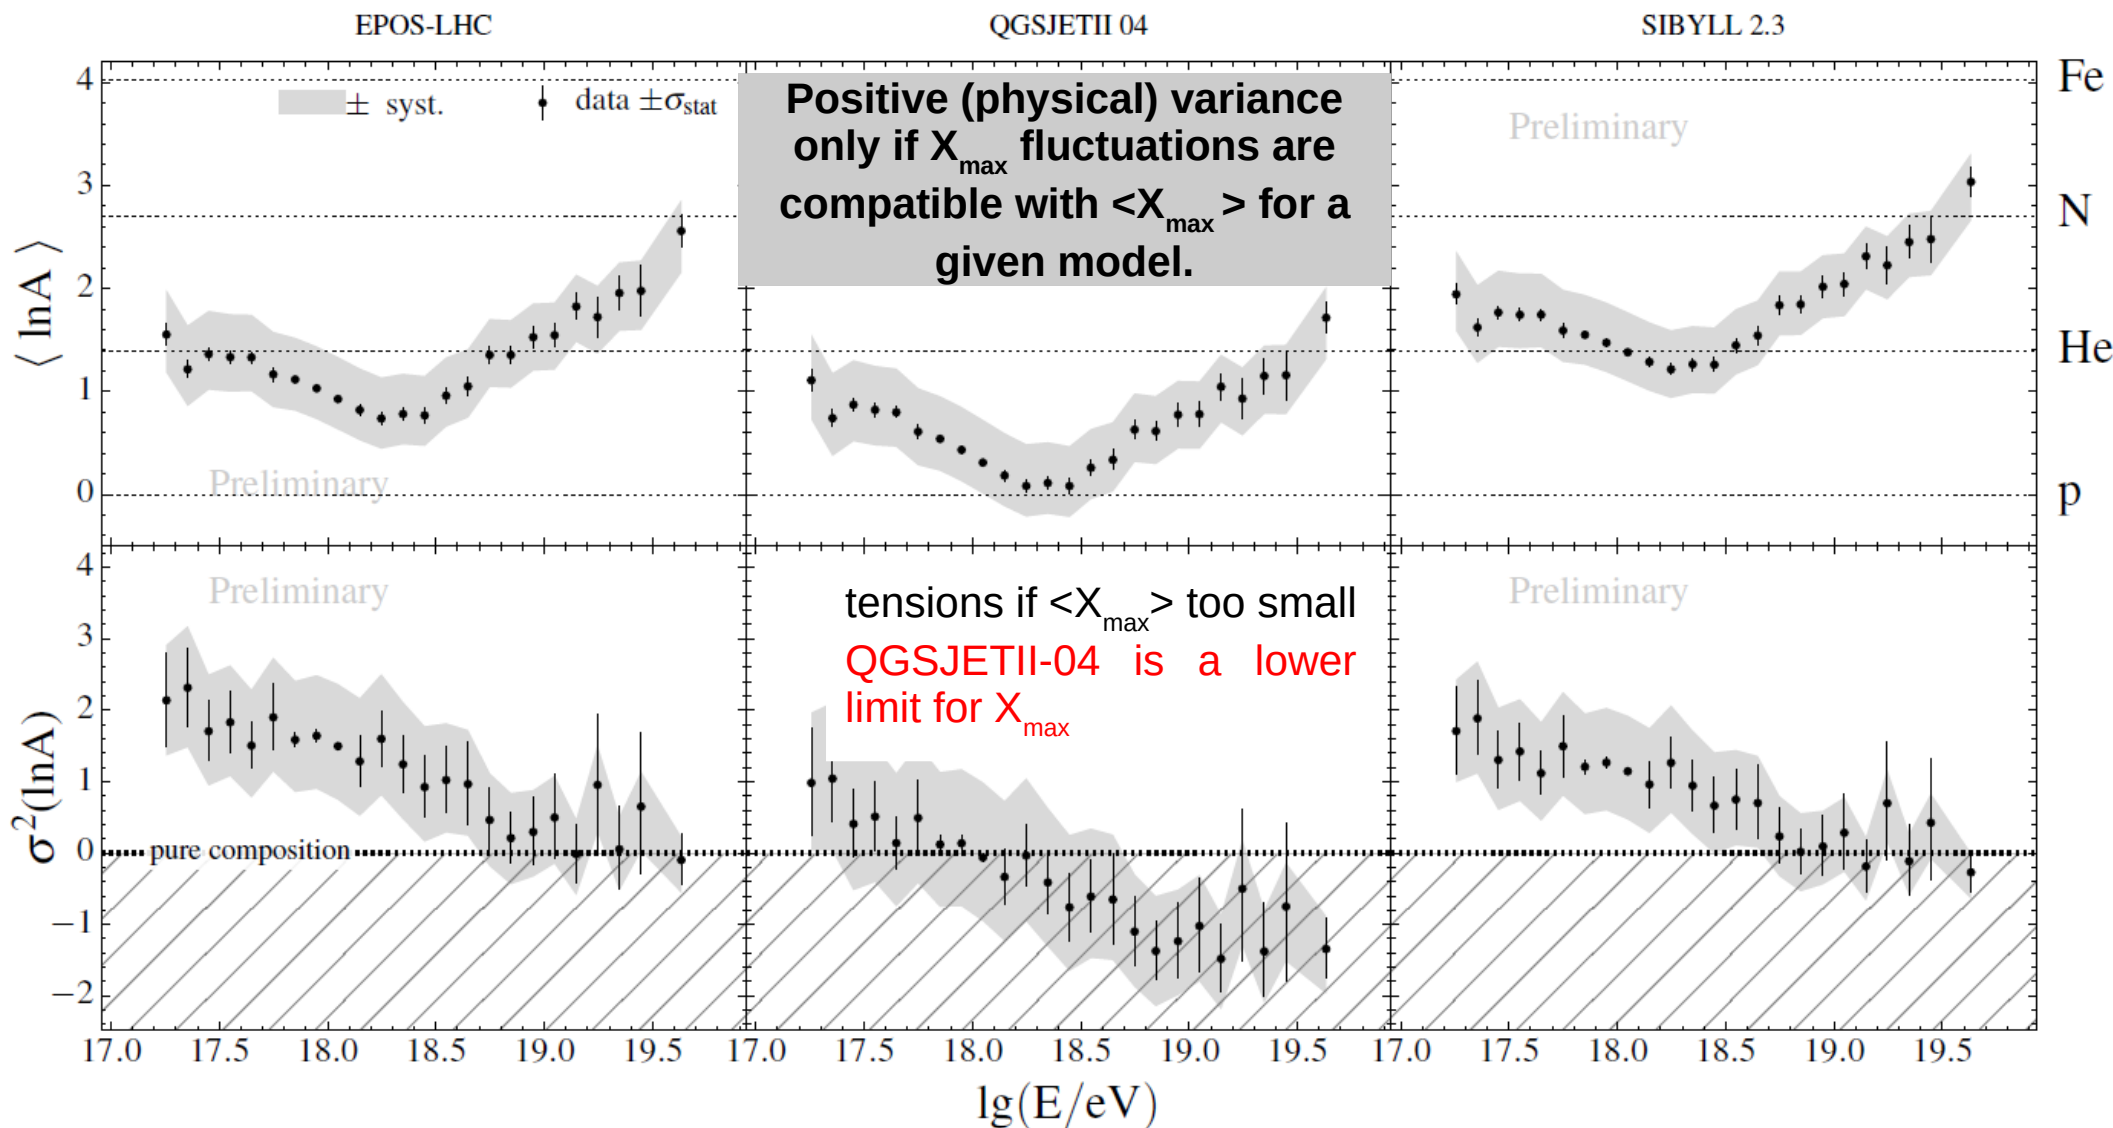 EPOS-LHC
QGSJETII 04
SIBYLL 2.3
4
3
2
1
0
⟨ lnA ⟩
± syst.
data ±σstat
Preliminary
Positive (physical) variance
only if Xmax fluctuations are
compatible with <Xmax > for a
given model.
Preliminary
Fe
N
He
p
4
3
2
1
0
−1
−2
σ²(lnA)
Preliminary
pure composition
tensions if <Xmax> too small
QGSJETII-04 is a lower
limit for Xmax
Preliminary
17.0 17.5 18.0 18.5 19.0 19.5 17.0 17.5 18.0 18.5 19.0 19.5 17.0 17.5 18.0 18.5 19.0 19.5
lg(E/eV)